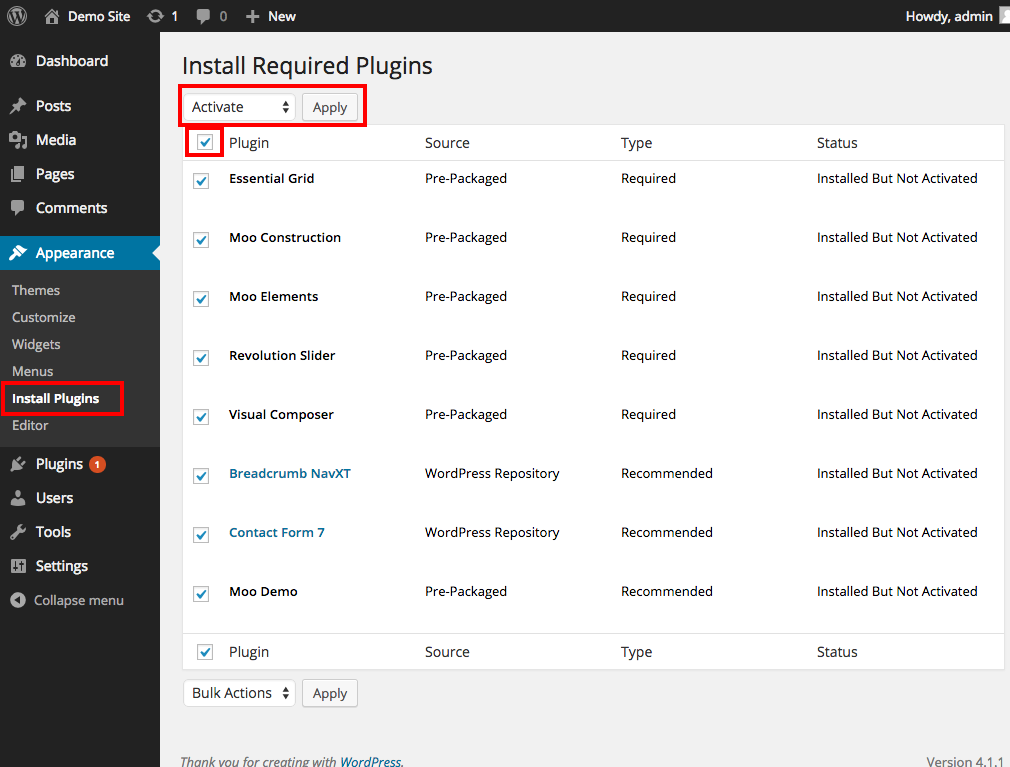 Demo Site 1 0 New Howdy, admin
Dashboard
Posts
Media
Pages
Comments
Appearance
Themes
Customize
Widgets
Menus
Install Plugins
Editor
Plugins 1
Users
Tools
Settings
Collapse menu
Install Required Plugins
Activate Apply
Plugin Source Type Status
Essential Grid Pre-Packaged Required Installed But Not Activated
Moo Construction Pre-Packaged Required Installed But Not Activated
Moo Elements Pre-Packaged Required Installed But Not Activated
Revolution Slider Pre-Packaged Required Installed But Not Activated
Visual Composer Pre-Packaged Required Installed But Not Activated
Breadcrumb NavXT WordPress Repository Recommended Installed But Not Activated
Contact Form 7 WordPress Repository Recommended Installed But Not Activated
Moo Demo Pre-Packaged Recommended Installed But Not Activated
Plugin Source Type Status
Bulk Actions Apply
Thank you for creating with WordPress. Version 4.1.1